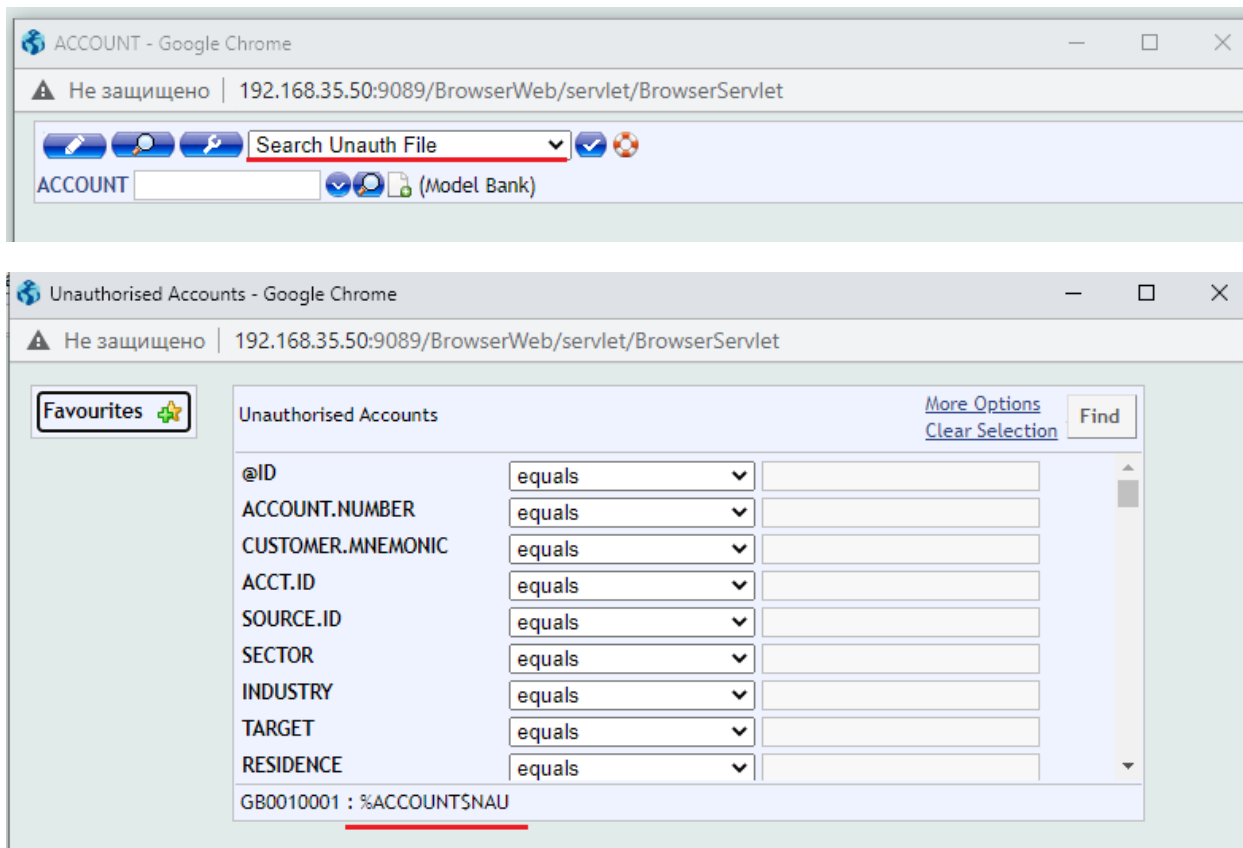 ACCOUNT - Google Chrome
Не защищено 192.168.35.50:9089/BrowserWeb/servlet/BrowserServlet
Search Unauth File
ACCOUNT (Model Bank)
Unauthorised Accounts - Google Chrome
Не защищено 192.168.35.50:9089/BrowserWeb/servlet/BrowserServlet
Favourites
Unauthorised Accounts
More Options
Clear Selection
Find
@ID equals
ACCOUNT.NUMBER equals
CUSTOMER.MNEMONIC equals
ACCT.ID equals
SOURCE.ID equals
SECTOR equals
INDUSTRY equals
TARGET equals
RESIDENCE equals
GB0010001 : %ACCOUNT$NAU